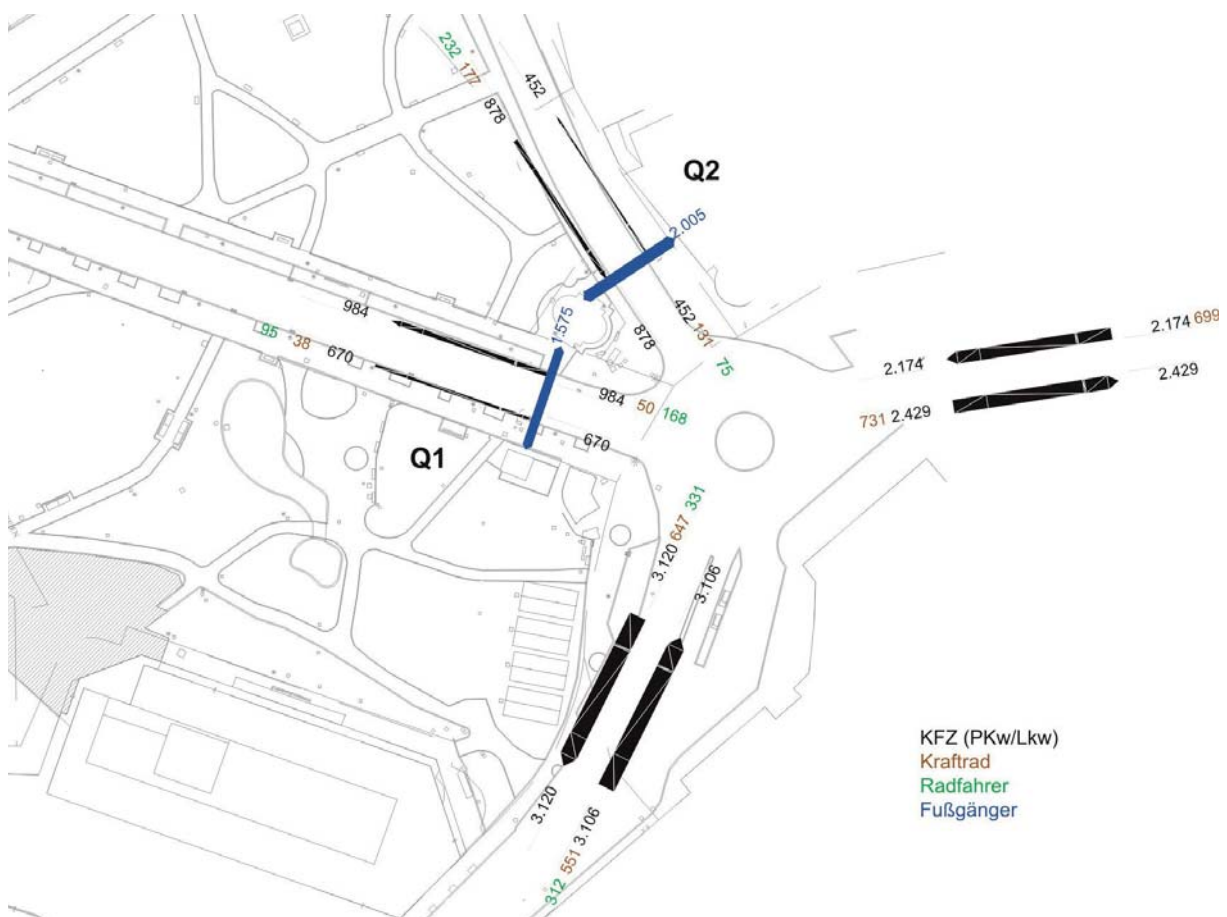 232 177
878
452
Q2
2.005
984
1.575
95 38 670
452 131 75
878
984 50 168
670
Q1
2.174 699
2.174
2.429
731 2.429
3.120 647 331
3.106
3.120
312 551 3.106
KFZ (PKw/Lkw)
Kraftrad
Radfahrer
Fußgänger